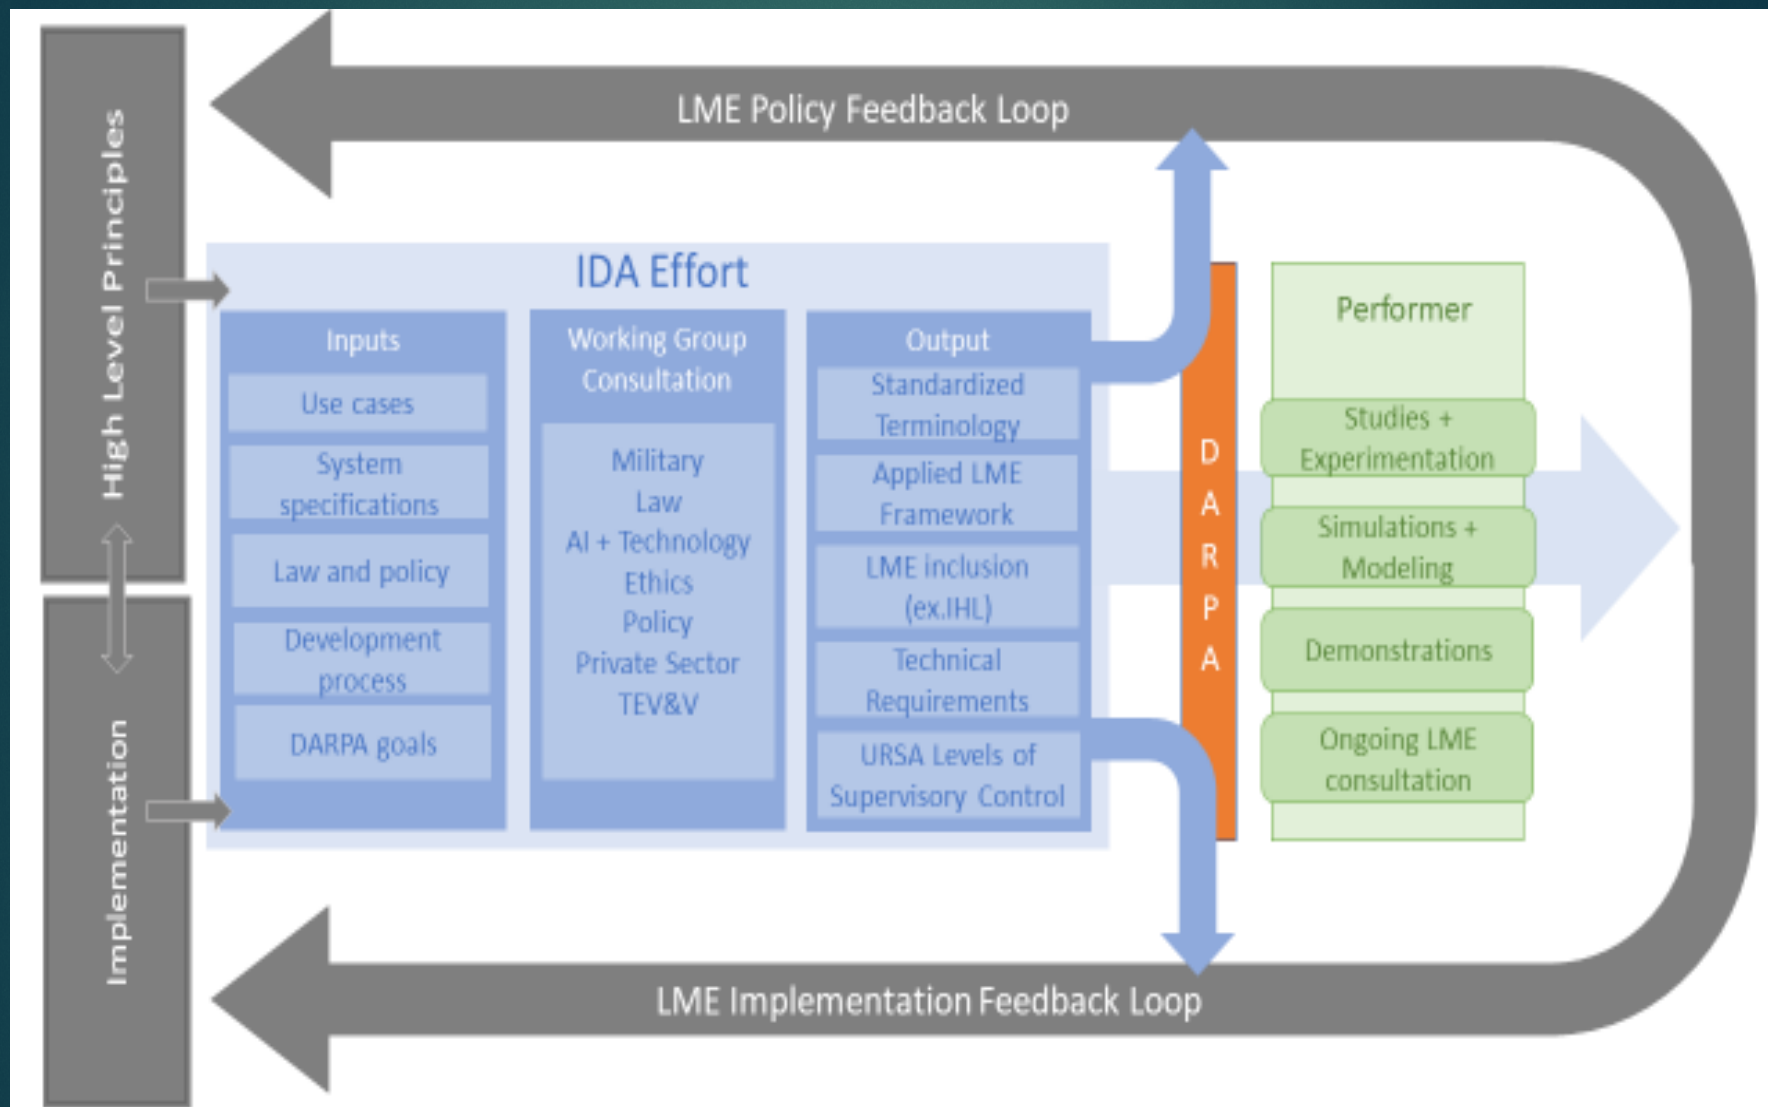 LME Policy Feedback Loop
High Level Principles
Implementation
IDA Effort
Inputs
Use cases
System
specifications
Law and policy
Development
process
DARPA goals
Working Group
Consultation
Military
Law
AI + Technology
Ethics
Policy
Private Sector
TEV&V
Output
Standardized
Terminology
Applied LME
Framework
LME inclusion
(ex.IHL)
Technical
Requirements
URSA Levels of
Supervisory Control
DARPA
Performer
Studies +
Experimentation
Simulations +
Modeling
Demonstrations
Ongoing LME
consultation
LME Implementation Feedback Loop